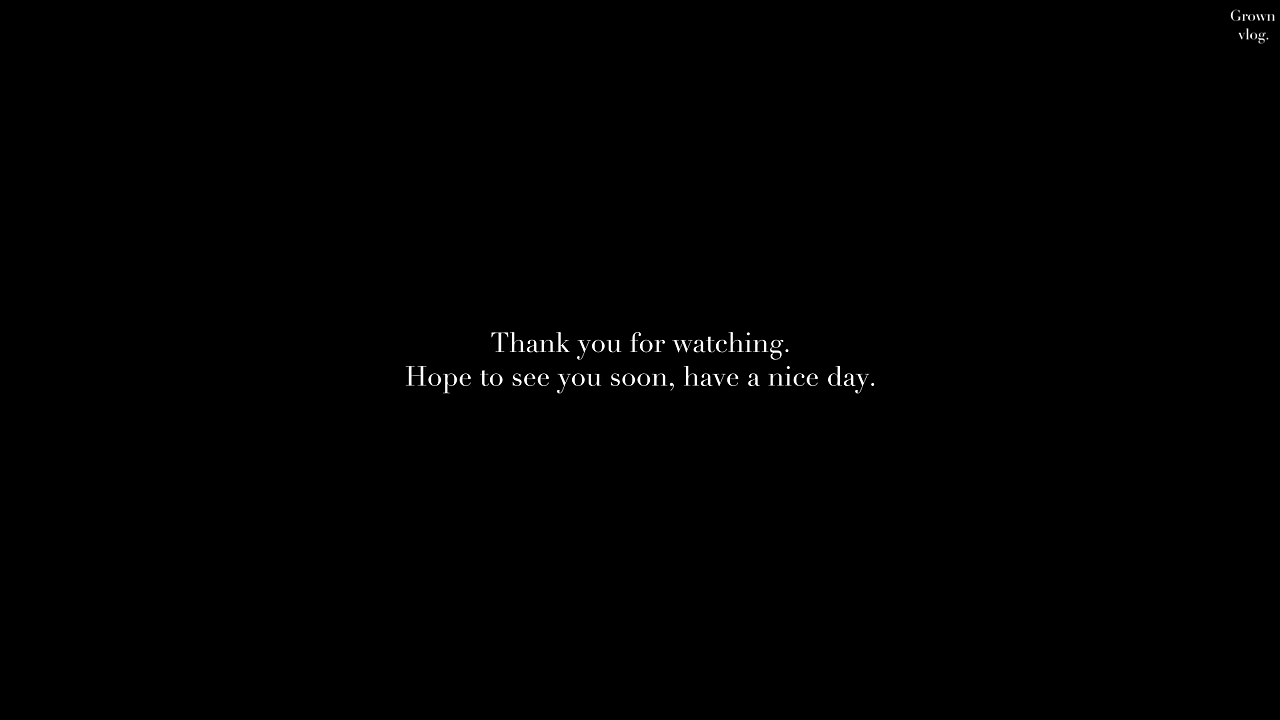 Grown
vlog.
Thank you for watching.
Hope to see you soon, have a nice day.